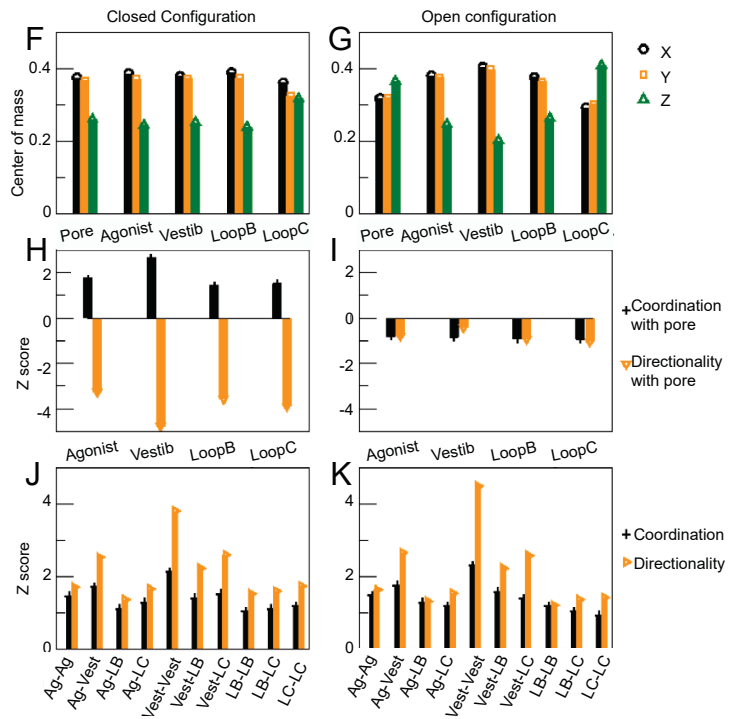 Closed Configuration
Open configuration
F
G
Center of mass
0.4
0.2
0
0.4
0.2
0
X
Y
Z
Pore Agonist Vestib LoopB LoopC
Pore Agonist Vestib LoopB LoopC
H
I
Z score
2
0
-2
-4
2
0
-2
-4
Coordination
with pore
Directionality
with pore
Agonist Vestib LoopB LoopC
Agonist Vestib LoopB LoopC
J
K
Z score
4
2
0
4
2
0
Coordination
Directionality
Ag-Ag Ag-Vest Ag-LB Ag-LC Vest-Vest Vest-LB Vest-LC LB-LB LB-LC LC-LC
Ag-Ag Ag-Vest Ag-LB Ag-LC Vest-Vest Vest-LB Vest-LC LB-LB LB-LC LC-LC